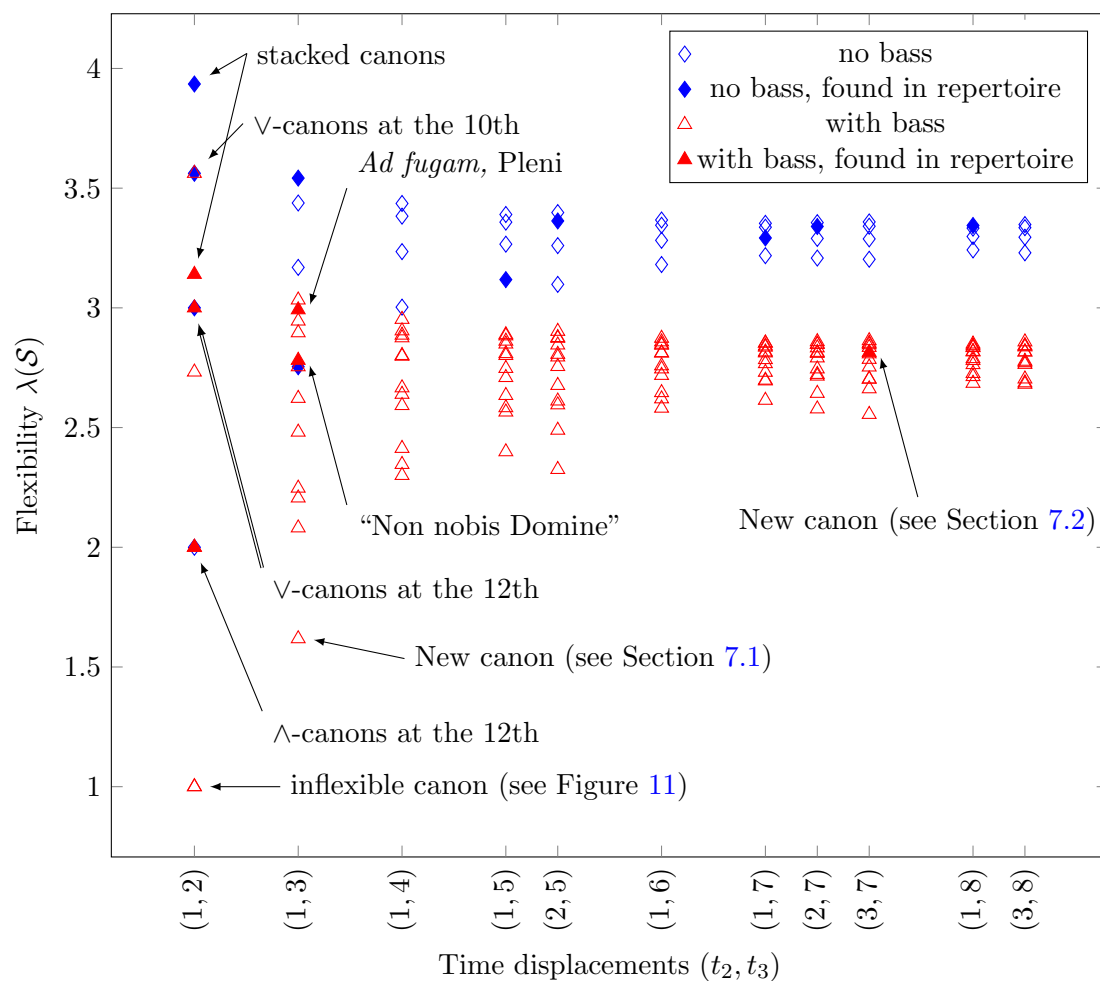 stacked canons
∨-canons at the 10th
Ad fugam, Pleni
no bass
no bass, found in repertoire
with bass
with bass, found in repertoire
4
3.5
3
2.5
2
1.5
1
Flexibility λ(𝒮)
"Non nobis Domine"
New canon (see Section 7.2)
∨-canons at the 12th
New canon (see Section 7.1)
∧-canons at the 12th
inflexible canon (see Figure 11)
(1, 2)
(1, 3)
(1, 4)
(1, 5)
(2, 5)
(1, 6)
(1, 7)
(2, 7)
(3, 7)
(1, 8)
(3, 8)
Time displacements (t₂, t₃)